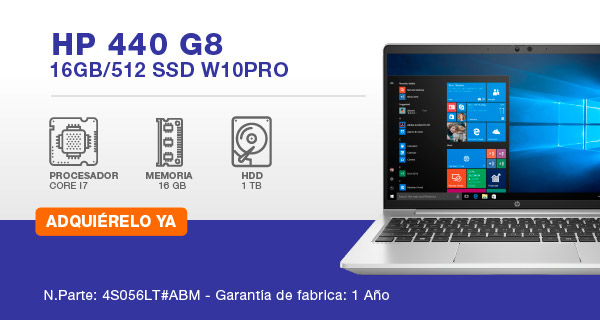 HP 440 G8
16GB/512 SSD W10PRO
PROCESADOR
CORE I7
MEMORIA
16 GB
HDD
1 TB
ADQUIÉRELO YA
N.Parte: 4S056LT#ABM - Garantia de fabrica: 1 Año